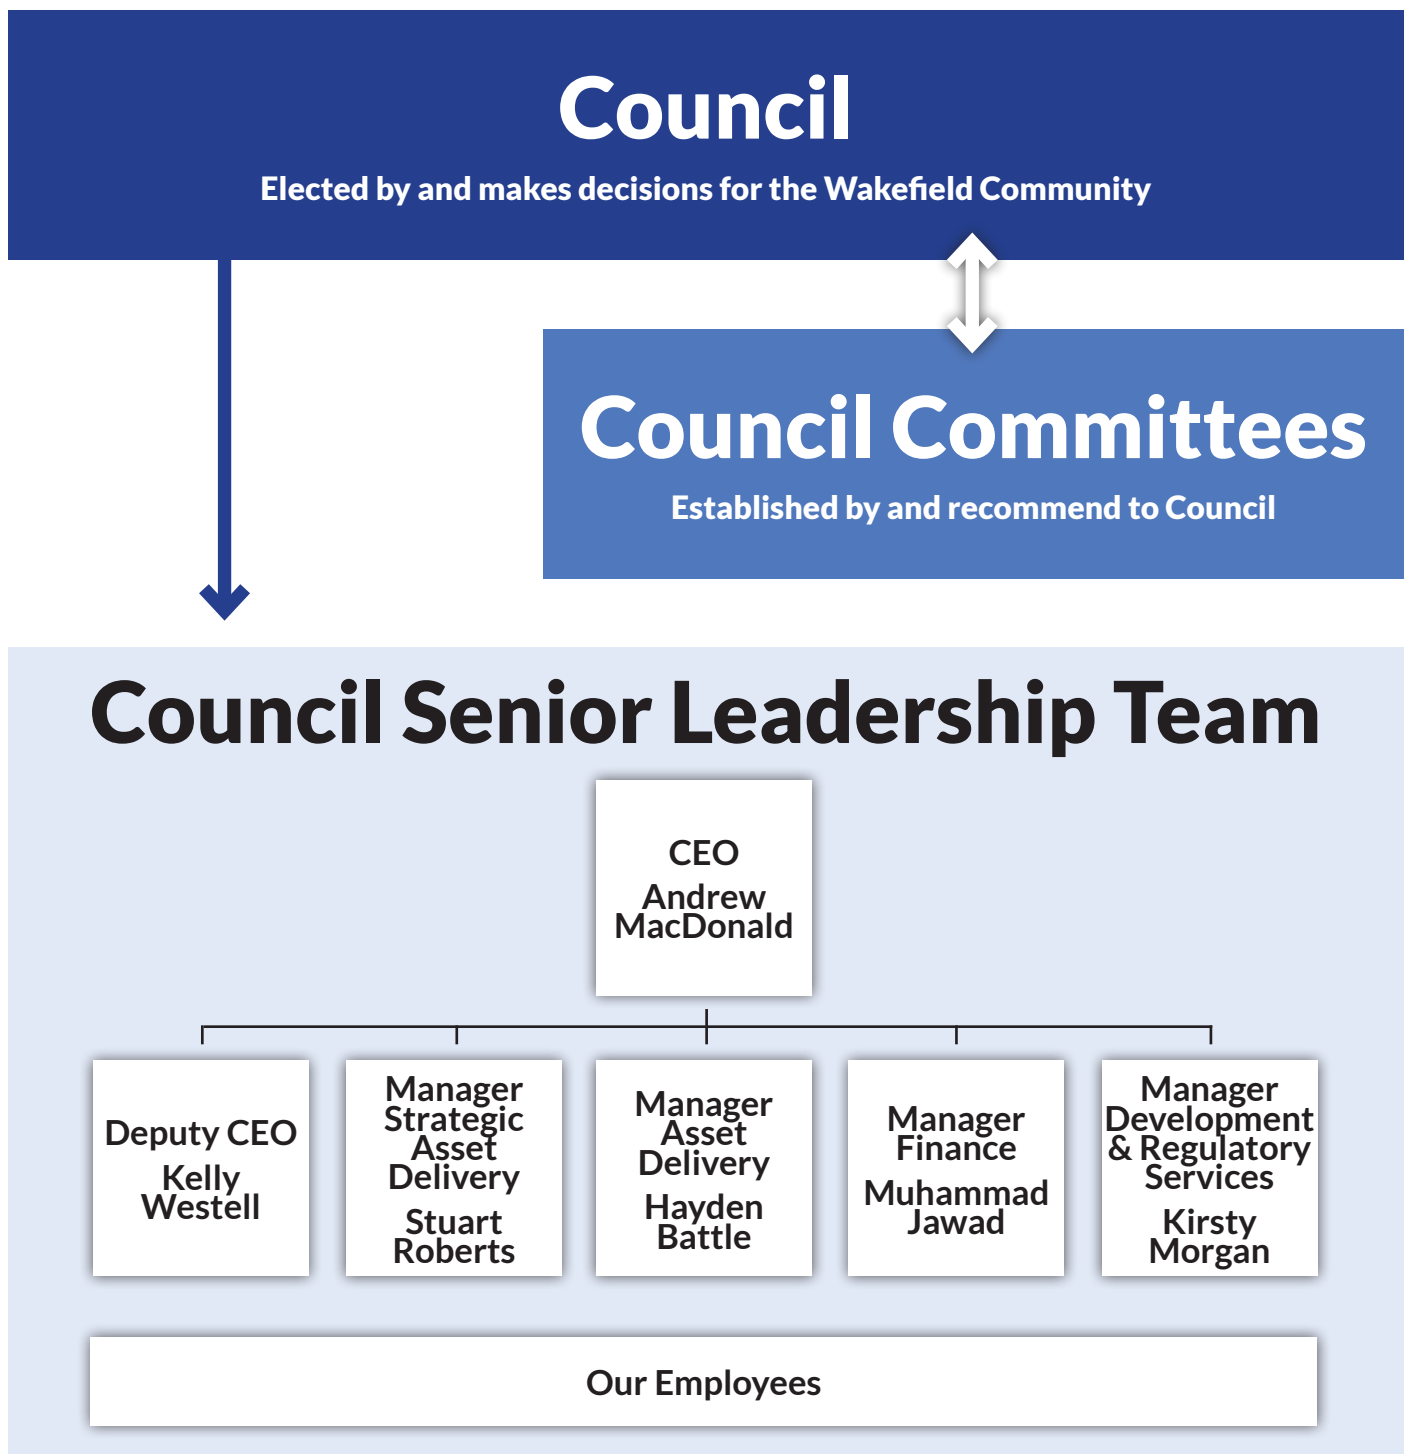 Council
Elected by and makes decisions for the Wakefield Community
Council Committees
Established by and recommend to Council
Council Senior Leadership Team
CEO
Andrew
MacDonald
Deputy CEO
Kelly
Westell
Manager
Strategic
Asset
Delivery
Stuart
Roberts
Manager
Asset
Delivery
Hayden
Battle
Manager
Finance
Muhammad
Jawad
Manager
Development
& Regulatory
Services
Kirsty
Morgan
Our Employees